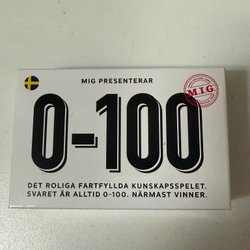 MIG PRESENTERAR
M.I.G.
0-100
DET ROLIGA FARTFYLLDA KUNSKAPSSPELET.
SVARET ÄR ALLTID 0-100. NÄRMAST VINNER.